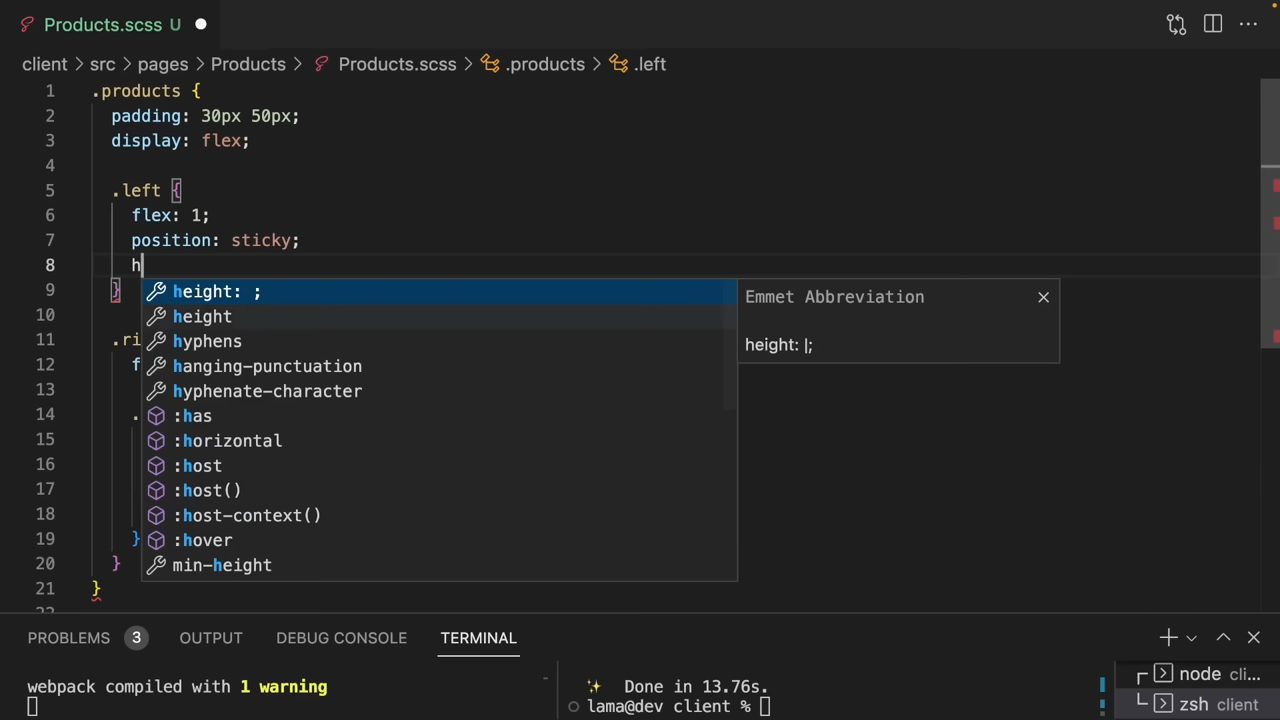 Products.scss U
client > src > pages > Products > Products.scss > .products > .left
1 .products {
2 padding: 30px 50px;
3 display: flex;
4
5 .left {
6 flex: 1;
7 position: sticky;
8 h
9 }
height: ;
Emmet Abbreviation
10
height
11 .ri
hyphens
height: |;
12 f
hanging-punctuation
13
hyphenate-character
14 .
:has
15
:horizontal
16
:host
17
:host()
18
:host-context()
19 }
:hover
20 }
min-height
21 }
22
PROBLEMS 3 OUTPUT DEBUG CONSOLE TERMINAL
webpack compiled with 1 warning
✨ Done in 13.76s.
lama@dev client %
node cli...
zsh client